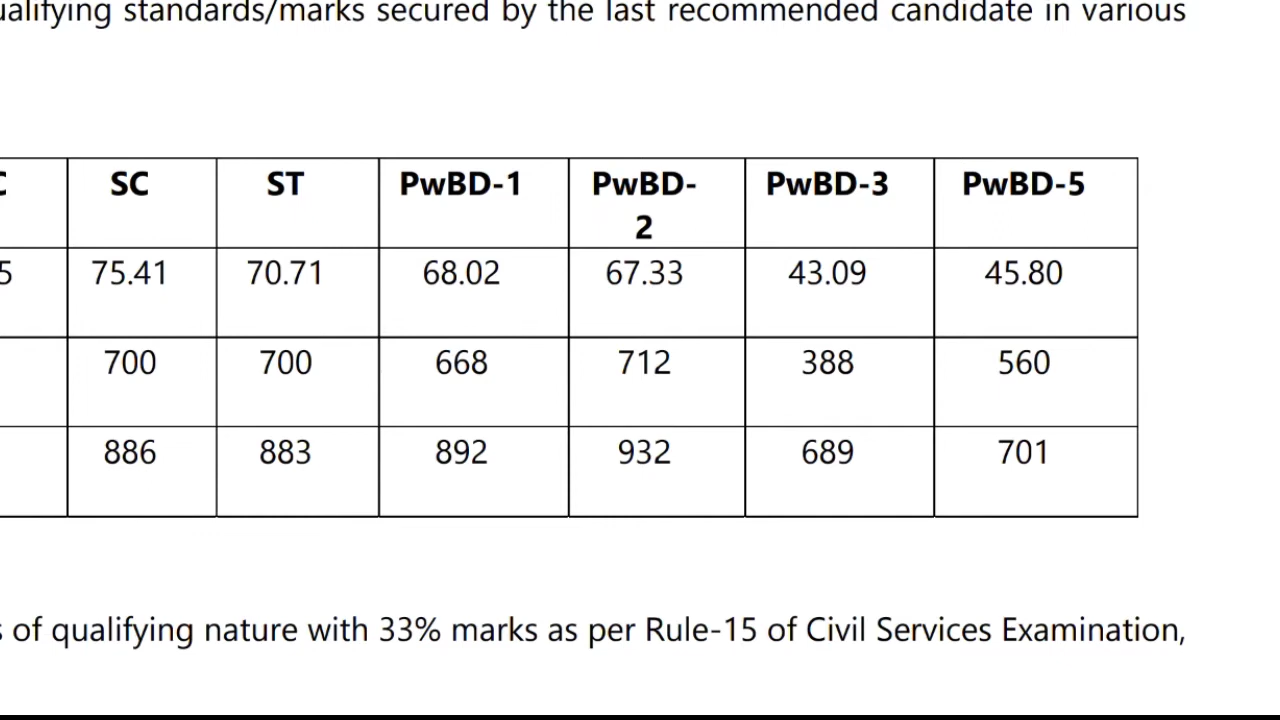 ualifying standards/marks secured by the last recommended candidate in various
C SC ST PwBD-1 PwBD- PwBD-3 PwBD-5
2
5 75.41 70.71 68.02 67.33 43.09 45.80
700 700 668 712 388 560
886 883 892 932 689 701
s of qualifying nature with 33% marks as per Rule-15 of Civil Services Examination,